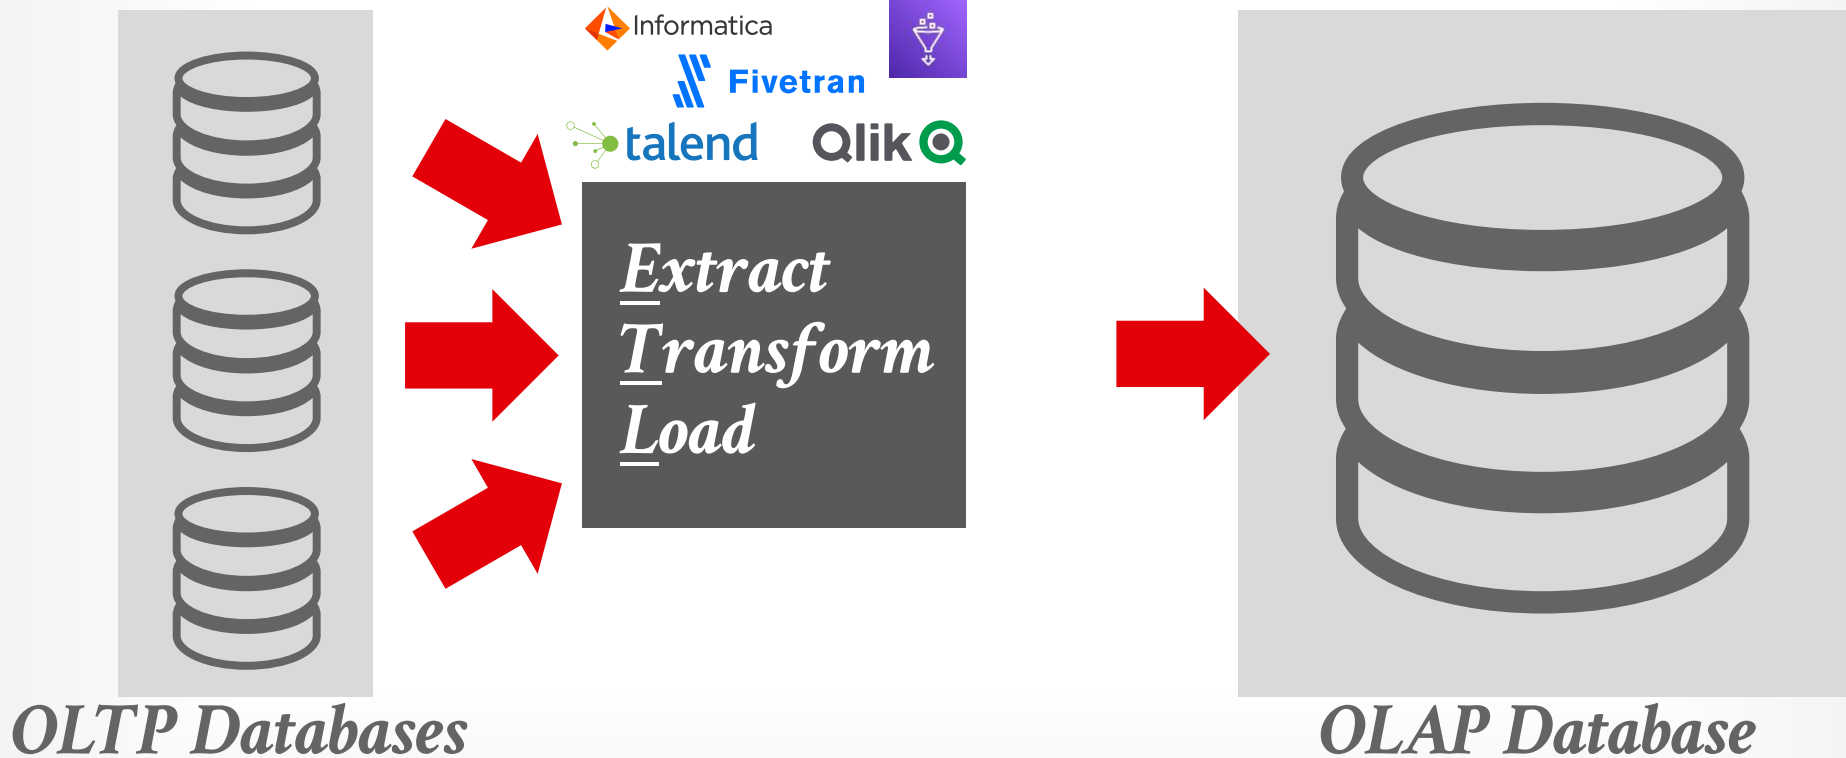 Informatica
Fivetran
talend
Qlik
Extract
Transform
Load
OLTP Databases
OLAP Database